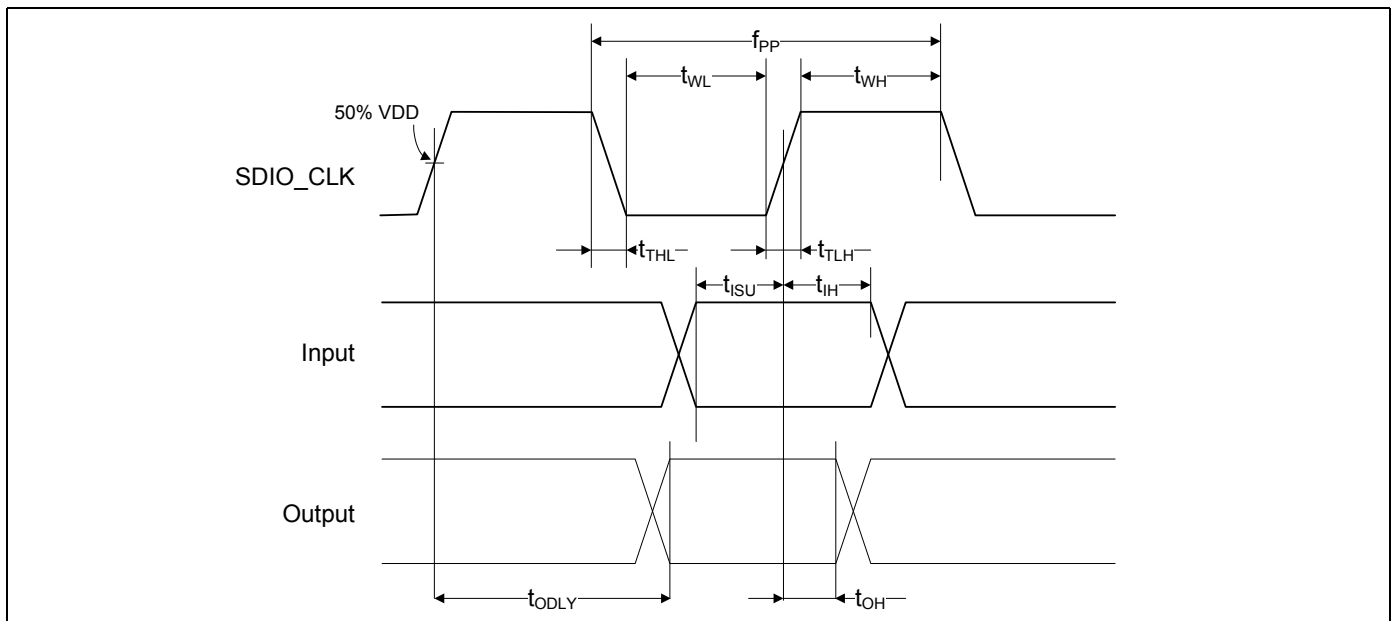 fPP
tWL
tWH
50% VDD
SDIO_CLK
tTHL
tTLH
tISU
tIH
Input
Output
tODLY
tOH